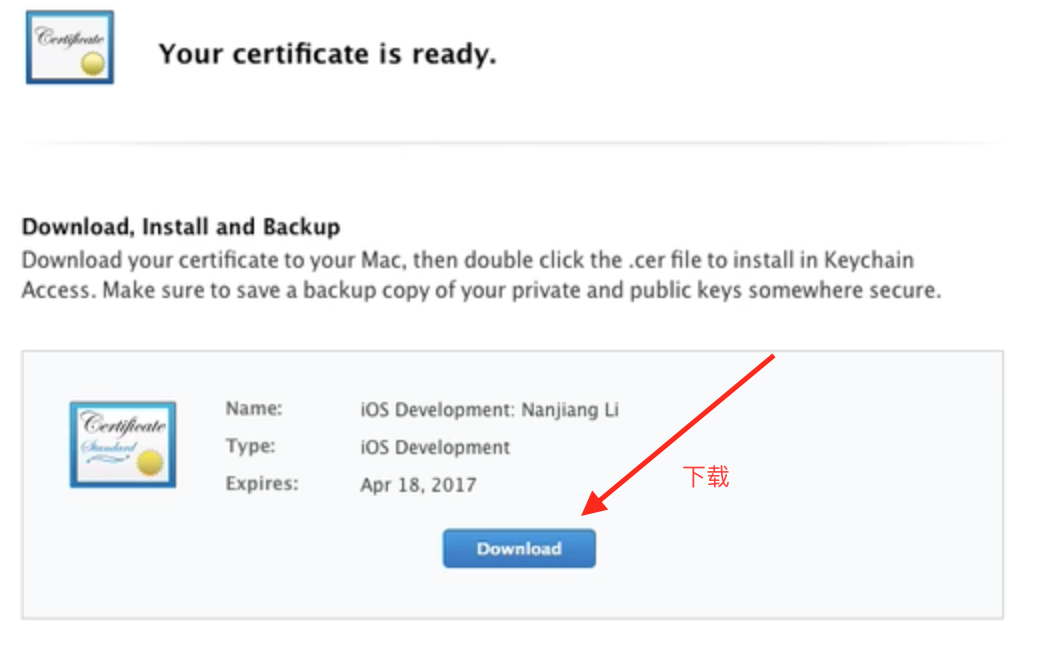 Certificate
Your certificate is ready.
Download, Install and Backup
Download your certificate to your Mac, then double click the .cer file to install in Keychain
Access. Make sure to save a backup copy of your private and public keys somewhere secure.
Certificate
Standard
Name: iOS Development: Nanjiang Li
Type: iOS Development
Expires: Apr 18, 2017
下载
Download